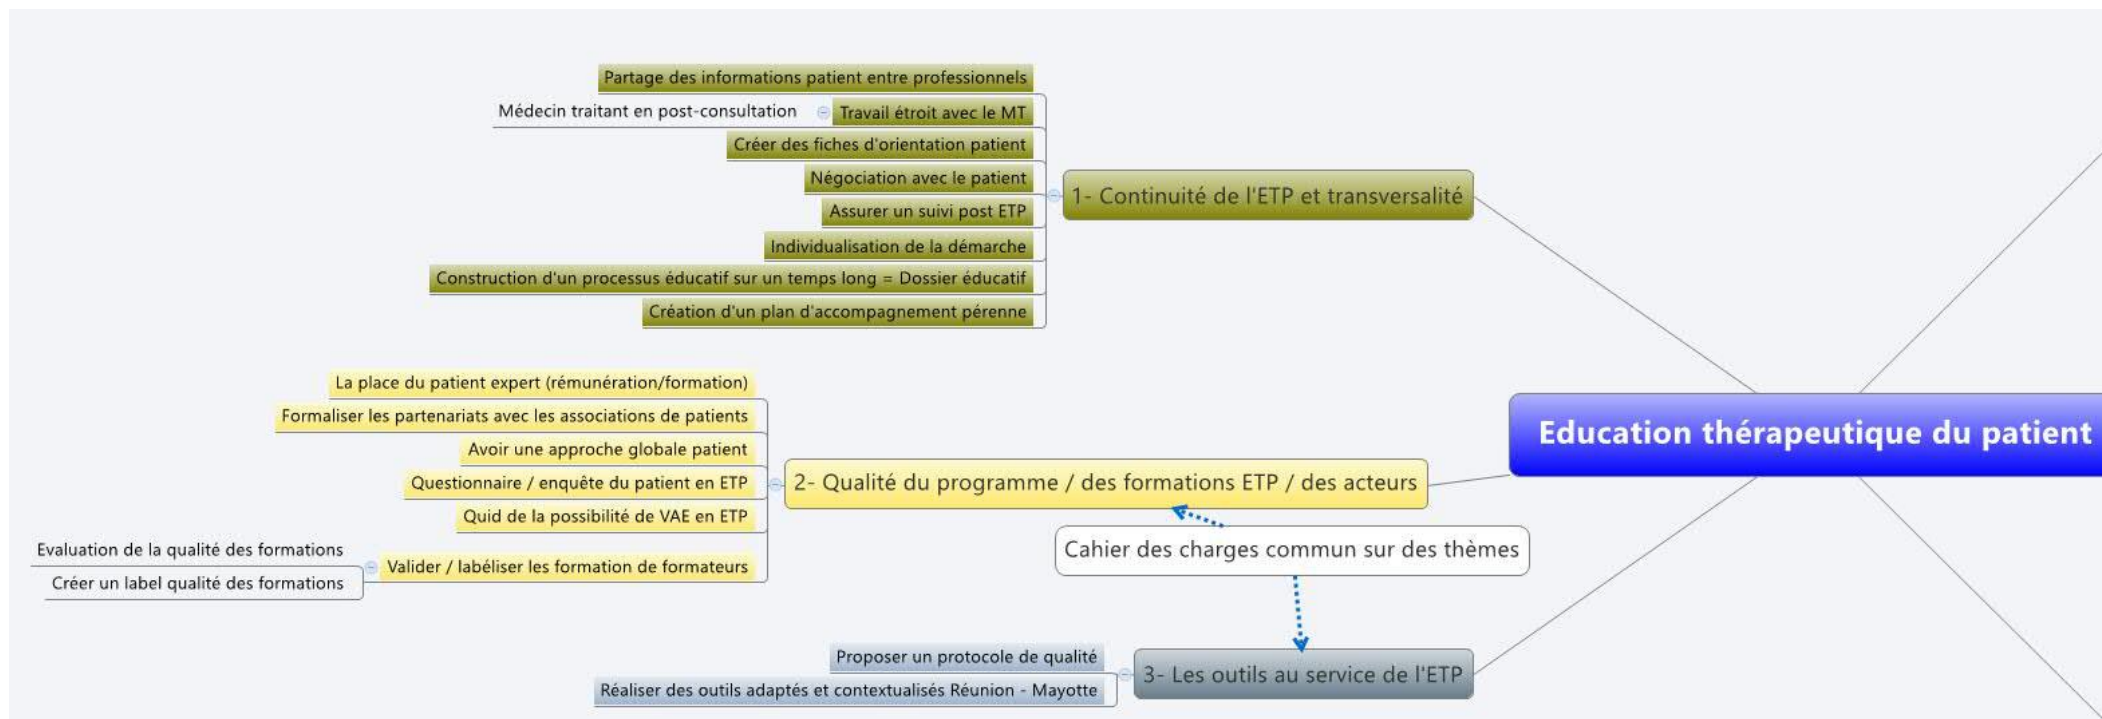 Partage des informations patient entre professionnels
Médecin traitant en post-consultation
Travail étroit avec le MT
Créer des fiches d'orientation patient
Négociation avec le patient
Assurer un suivi post ETP
Individualisation de la démarche
Construction d'un processus éducatif sur un temps long = Dossier éducatif
Création d'un plan d'accompagnement pérenne
1- Continuité de l'ETP et transversalité
La place du patient expert (rémunération/formation)
Formaliser les partenariats avec les associations de patients
Avoir une approche globale patient
Questionnaire / enquête du patient en ETP
Quid de la possibilité de VAE en ETP
Evaluation de la qualité des formations
Créer un label qualité des formations
Valider / labéliser les formation de formateurs
2- Qualité du programme / des formations ETP / des acteurs
Education thérapeutique du patient
Cahier des charges commun sur des thèmes
Proposer un protocole de qualité
Réaliser des outils adaptés et contextualisés Réunion - Mayotte
3- Les outils au service de l'ETP